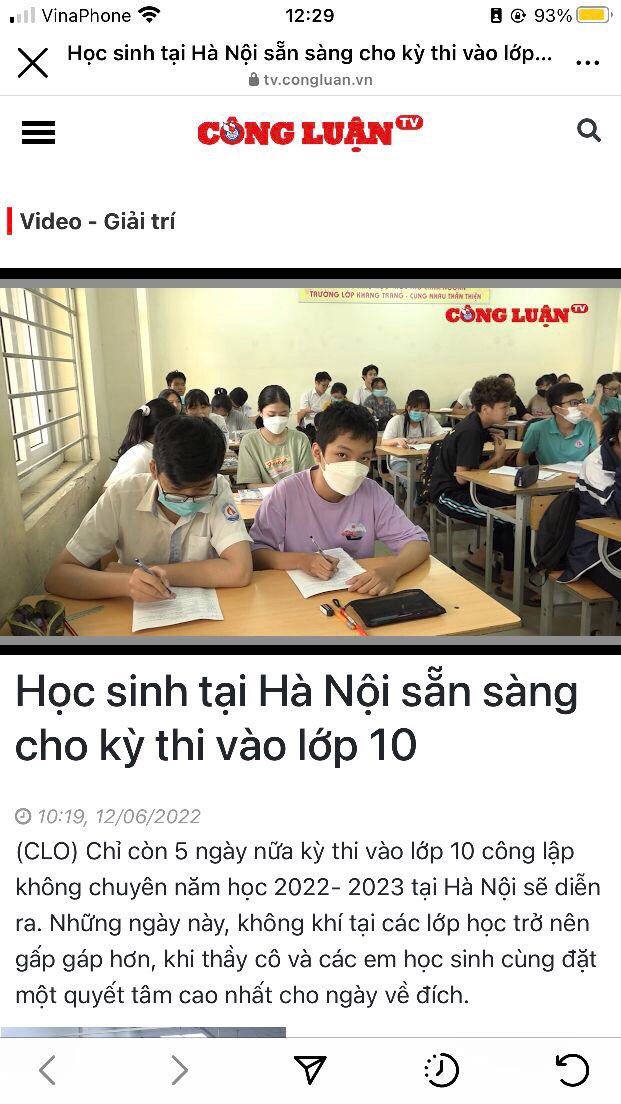 VinaPhone 12:29 93%
Học sinh tại Hà Nội sẵn sàng cho kỳ thi vào lớp...
tv.congluan.vn
CÔNG LUẬN TV
Video - Giải trí
TRƯỜNG LỚP KHANG TRANG - CÙNG NHAU THÂN THIỆN
CÔNG LUẬN TV
Học sinh tại Hà Nội sẵn sàng
cho kỳ thi vào lớp 10
10:19, 12/06/2022
(CLO) Chỉ còn 5 ngày nữa kỳ thi vào lớp 10 công lập
không chuyên năm học 2022- 2023 tại Hà Nội sẽ diễn
ra. Những ngày này, không khí tại các lớp học trở nên
gấp gáp hơn, khi thầy cô và các em học sinh cùng đặt
một quyết tâm cao nhất cho ngày về đích.